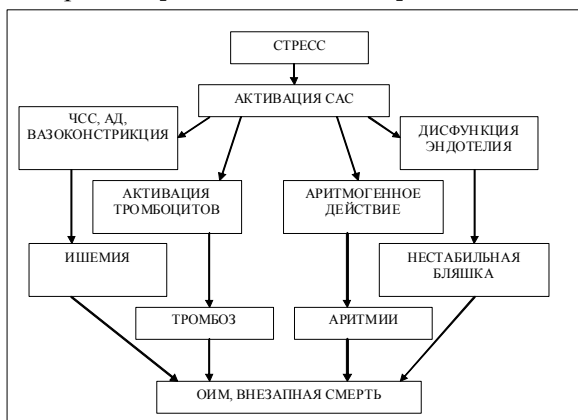 СТРЕСС
АКТИВАЦИЯ САС
ЧСС, АД,
ВАЗОКОНСТРИКЦИЯ
ДИСФУНКЦИЯ
ЭНДОТЕЛИЯ
АКТИВАЦИЯ
ТРОМБОЦИТОВ
АРИТМОГЕННОЕ
ДЕЙСТВИЕ
ИШЕМИЯ
НЕСТАБИЛЬНАЯ
БЛЯШКА
ТРОМБОЗ
АРИТМИИ
ОИМ, ВНЕЗАПНАЯ СМЕРТЬ